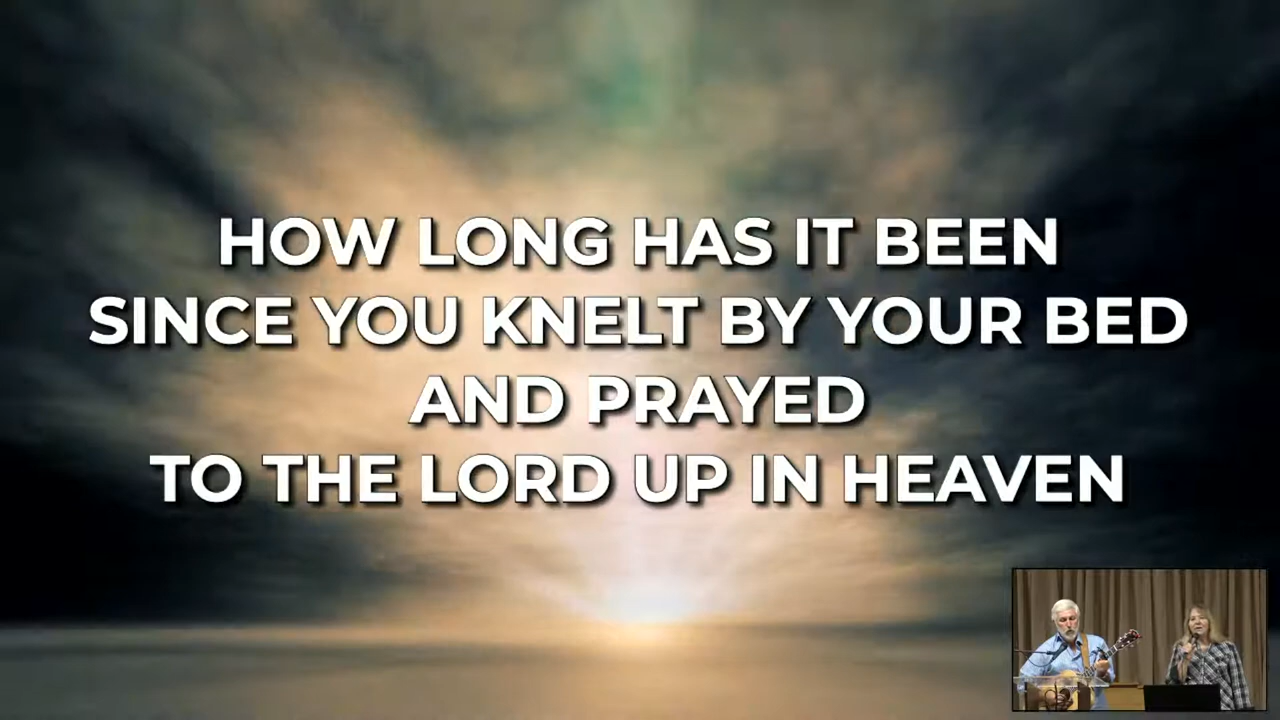 HOW LONG HAS IT BEEN
SINCE YOU KNELT BY YOUR BED
AND PRAYED
TO THE LORD UP IN HEAVEN